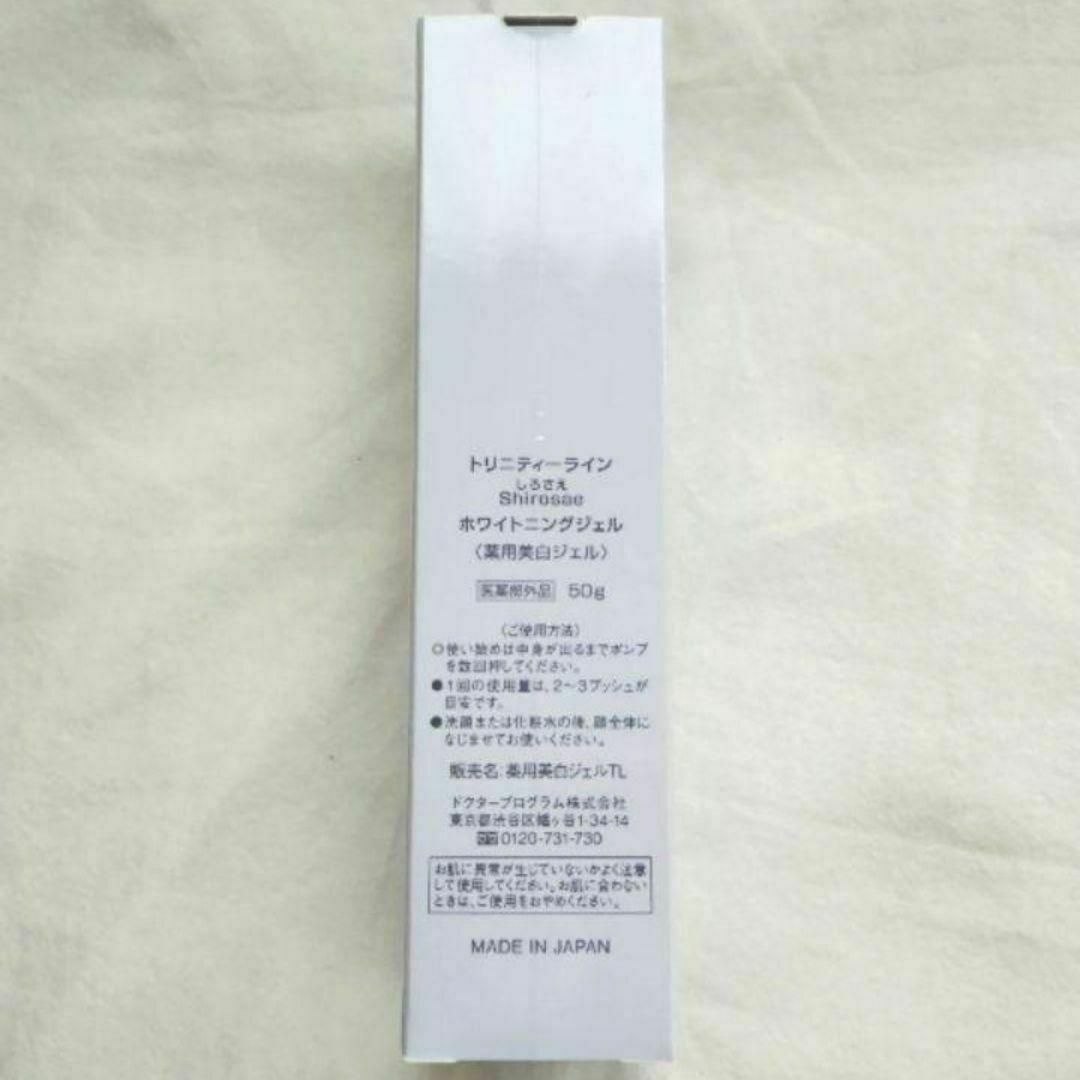 トリニティーライン
しろさえ
Shirosae
ホワイトニングジェル
〈薬用美白ジェル〉
医薬部外品 50g
〈ご使用方法〉
○使い始めは中身が出るまでポンプ
を数回押してください。
●1回の使用量は、2〜3プッシュが
目安です。
●洗顔または化粧水の後、顔全体に
なじませてお使いください。
販売名:薬用美白ジェルTL
ドクタープログラム株式会社
東京都渋谷区幡ヶ谷1-34-14
0120-731-730
お肌に異常が生じていないかよく注意
して使用してください。お肌に合わない
ときは、ご使用をおやめください。
MADE IN JAPAN